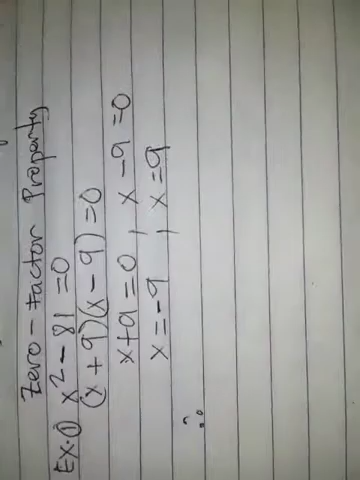 Zero-Factor Property
Ex.① x² - 81 = 0
(x + 9)(x - 9) = 0
x + 9 = 0 , x - 9 = 0
x = -9 , x = 9